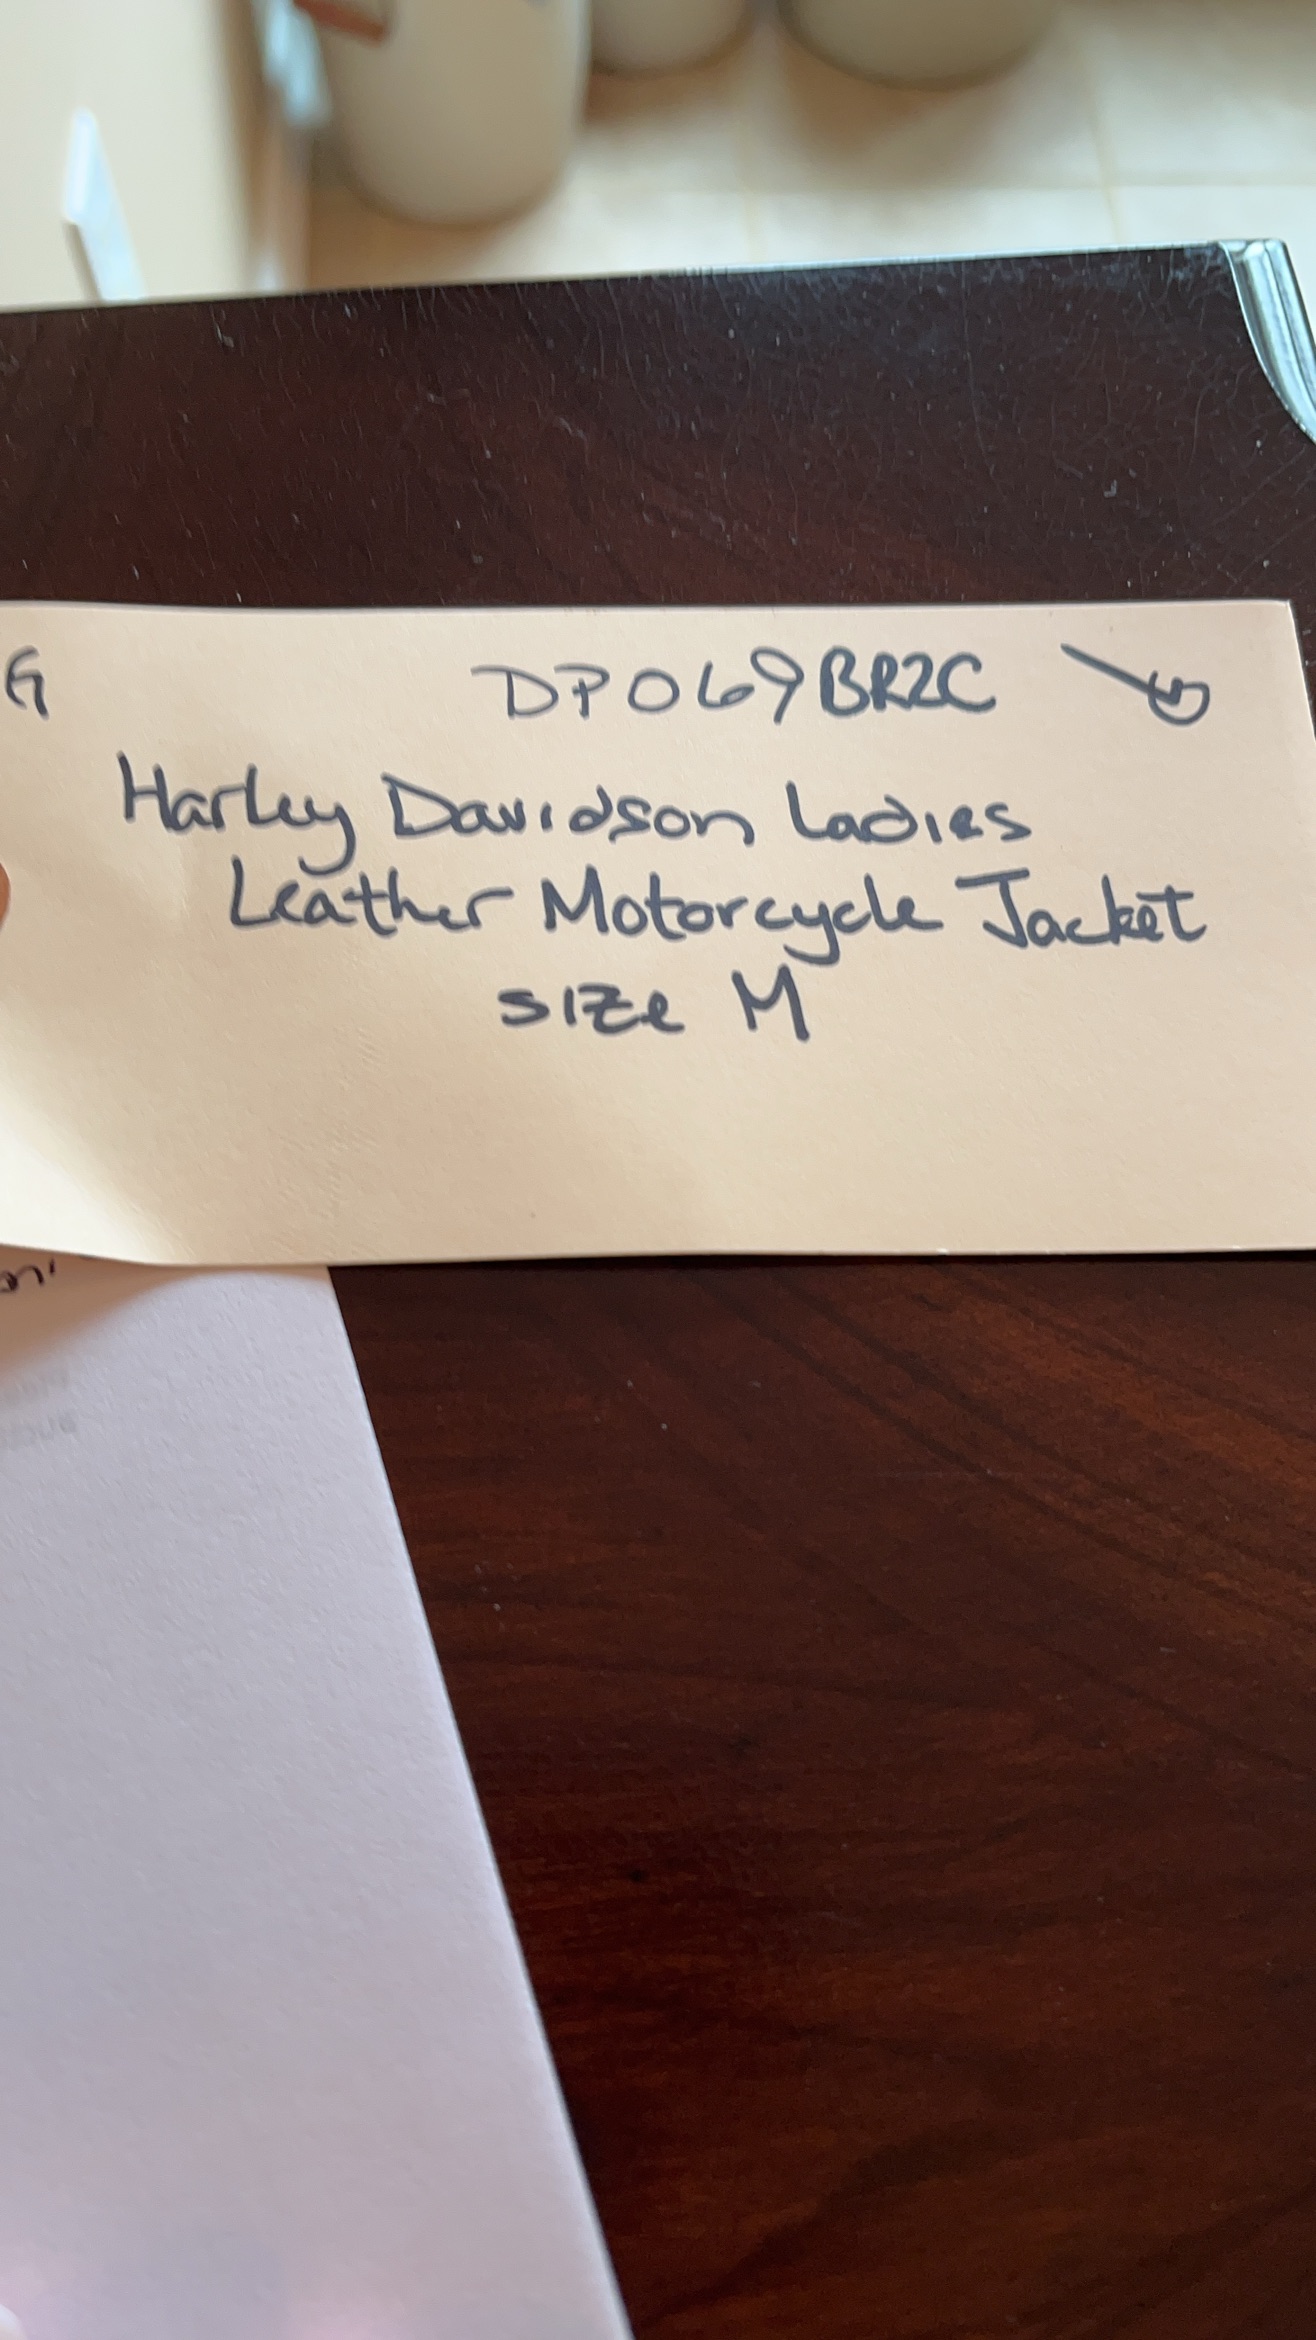 G DP069BR2C
Harley Davidson Ladies
Leather Motorcycle Jacket
size M